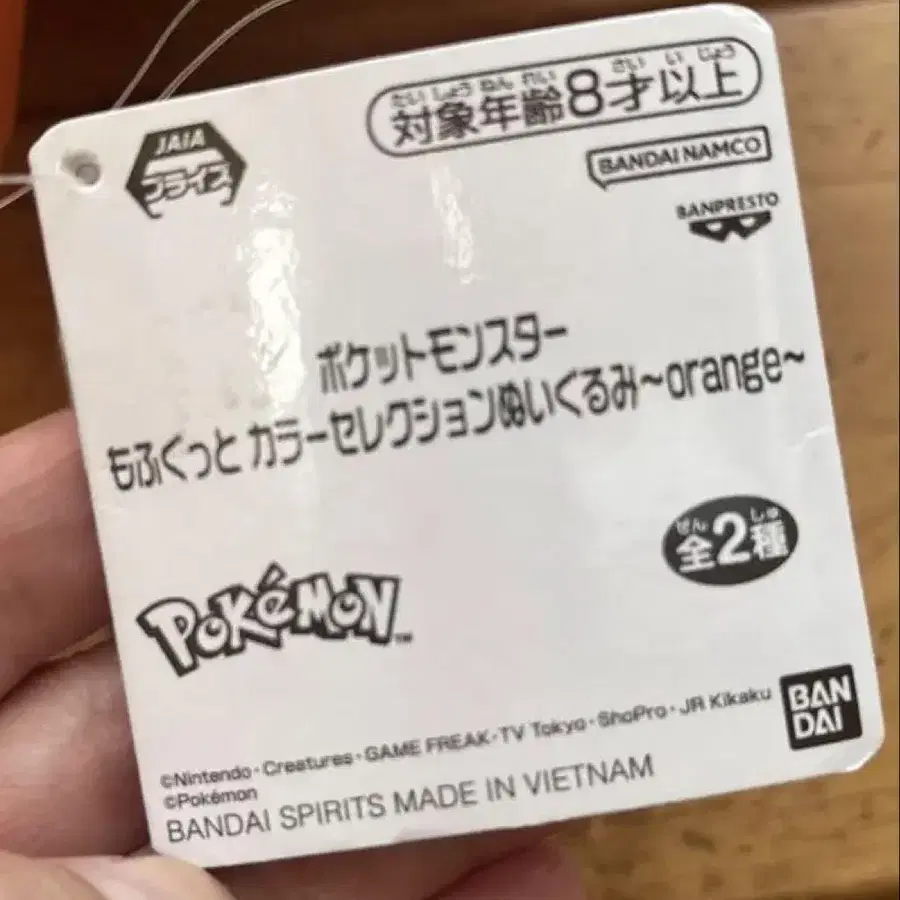 たいしょうねんれい さいいじょう
対象年齢8才以上
JAIA
プライズ
BANDAI NAMCO
BANPRESTO
ポケットモンスター
もふぐっと カラーセレクションぬいぐるみ~orange~
ぜん しゅ
全2種
POKéMON™
BAN
DAI
©Nintendo・Creatures・GAME FREAK・TV Tokyo・ShoPro・JR Kikaku
©Pokémon
BANDAI SPIRITS MADE IN VIETNAM